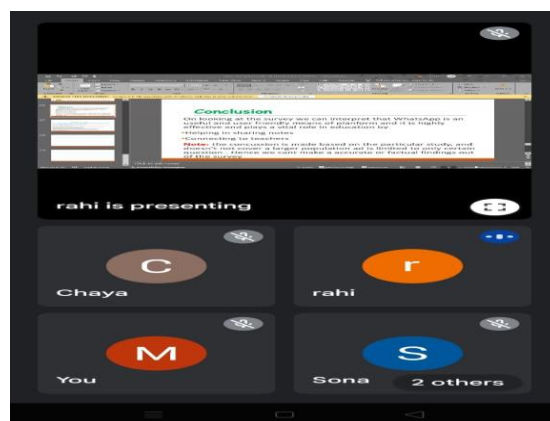 Conclusion
On looking at the survey we can interpret that WhatsApp is an
useful and user friendly means of planform and it is highly
effective and plays a vital role in education by
•Helping in sharing notes
•Connecting to teachers
Note: the concussion is made based on the particular study, and
doesn't not cover a larger population ad is limited to only certain
question. Hence we cant make a accurate or factual findings out
of the survey
rahi is presenting
C
Chaya
r
rahi
M
You
S
Sona
2 others